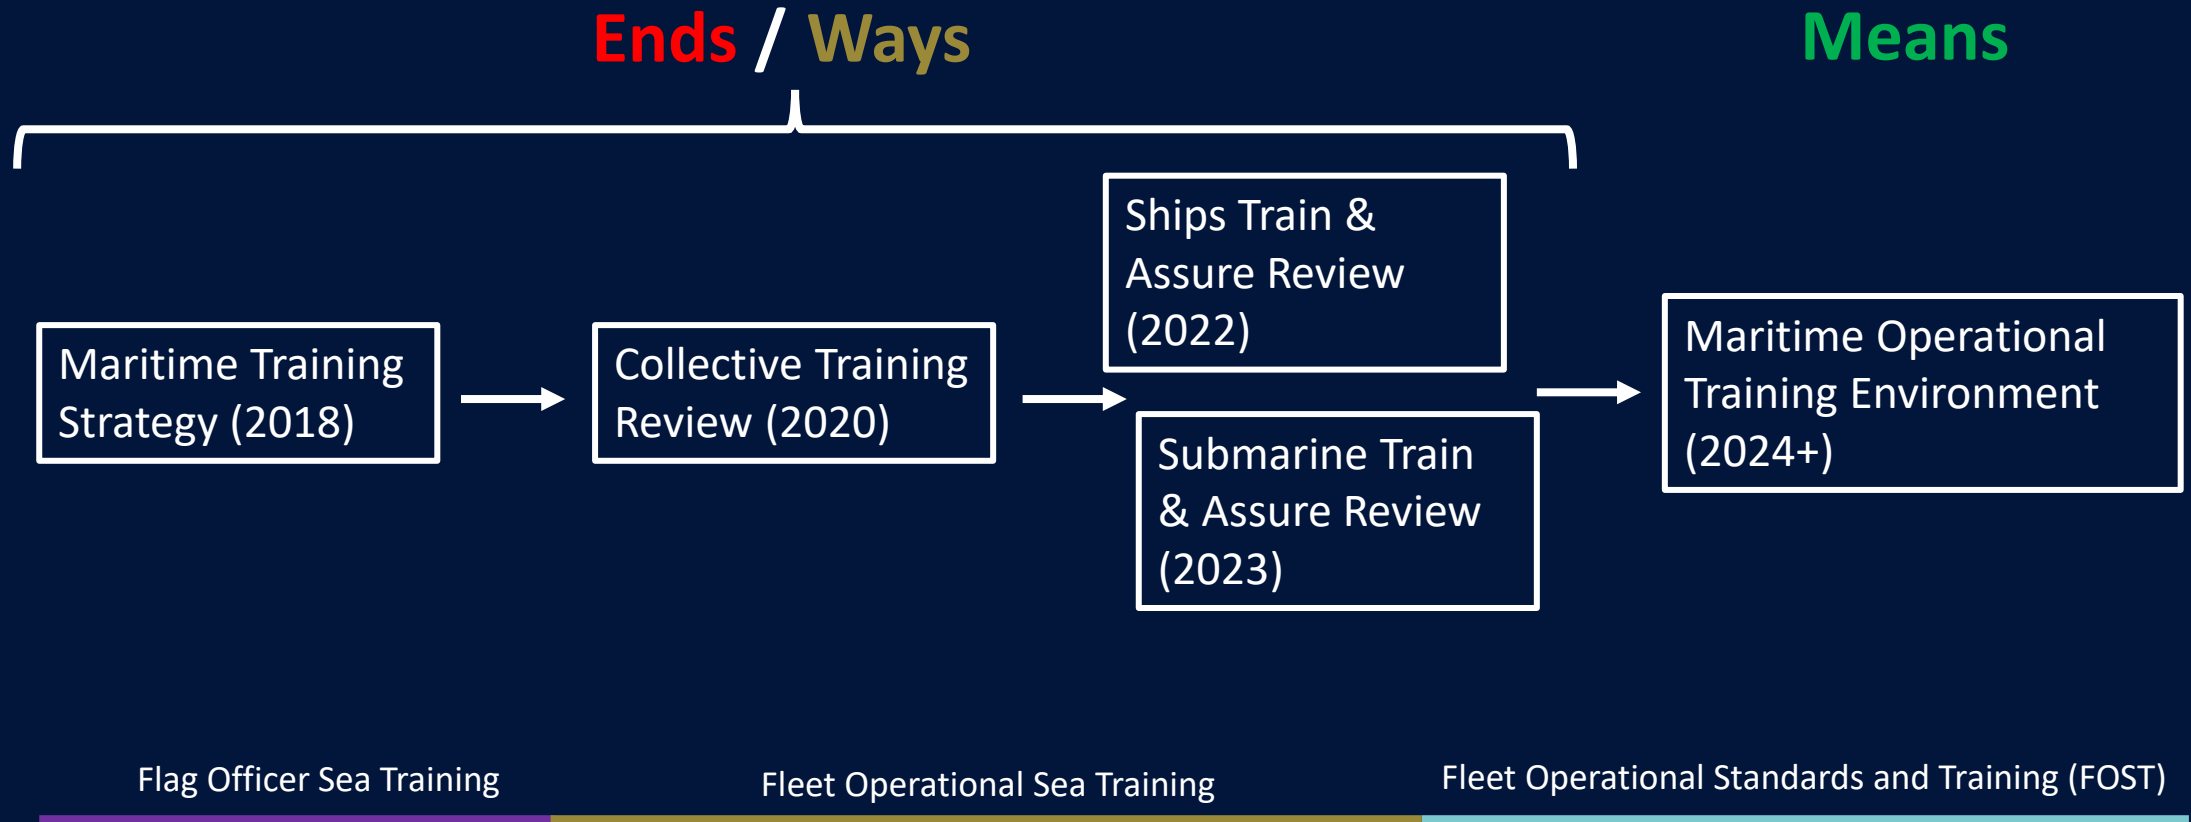 Ends / Ways
Means
Maritime Training
Strategy (2018)
Collective Training
Review (2020)
Ships Train &
Assure Review
(2022)
Submarine Train
& Assure Review
(2023)
Maritime Operational
Training Environment
(2024+)
Flag Officer Sea Training
Fleet Operational Sea Training
Fleet Operational Standards and Training (FOST)